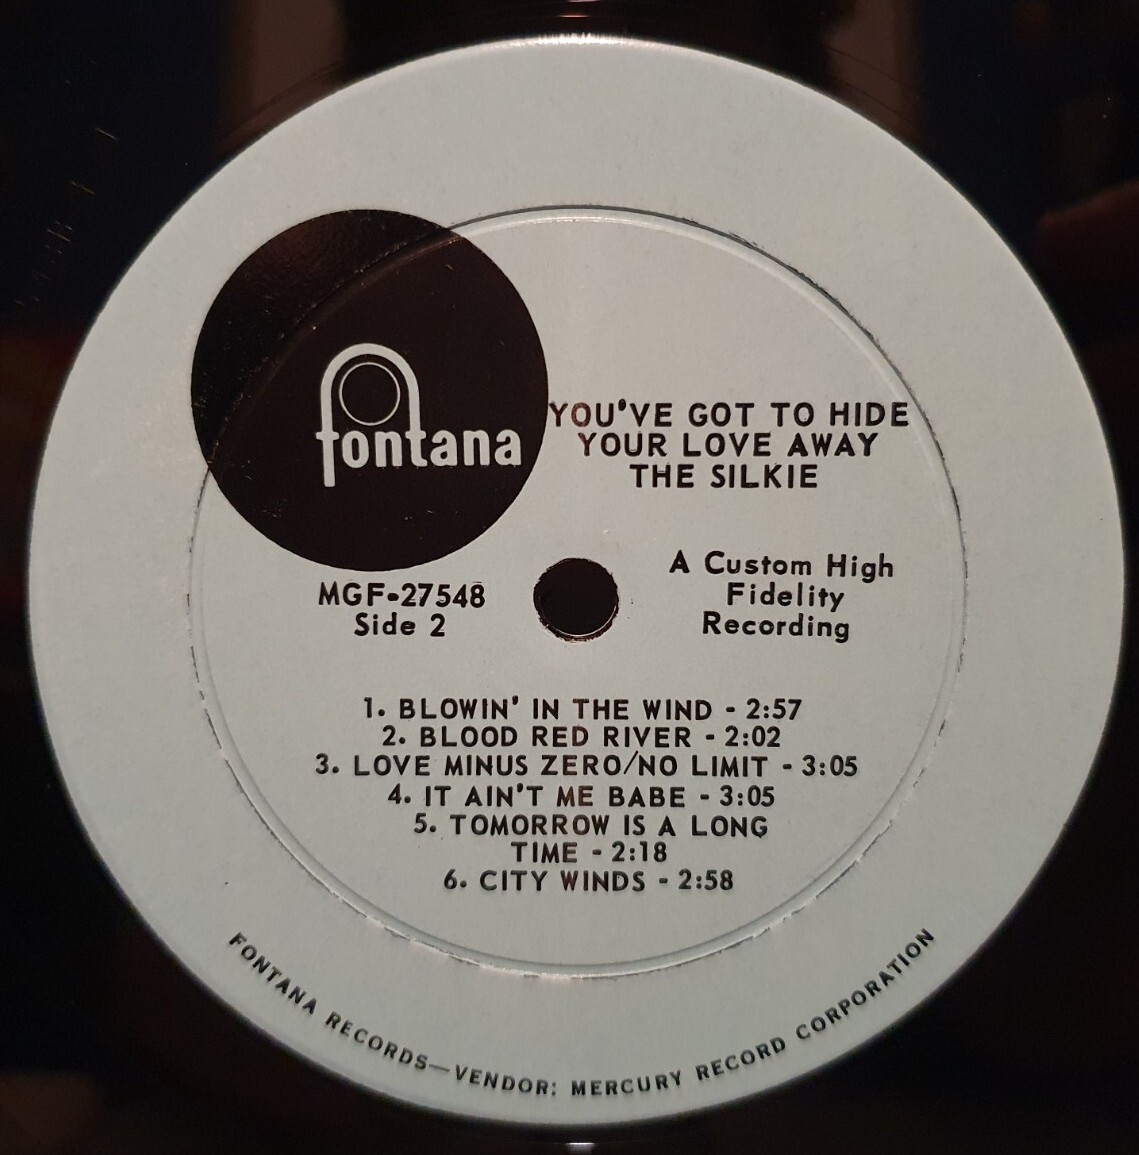 fontana
YOU'VE GOT TO HIDE
YOUR LOVE AWAY
THE SILKIE
MGF-27548
Side 2
A Custom High
Fidelity
Recording
1. BLOWIN' IN THE WIND - 2:57
2. BLOOD RED RIVER - 2:02
3. LOVE MINUS ZERO/NO LIMIT - 3:05
4. IT AIN'T ME BABE - 3:05
5. TOMORROW IS A LONG
TIME - 2:18
6. CITY WINDS - 2:58
FONTANA RECORDS—VENDOR: MERCURY RECORD CORPORATION